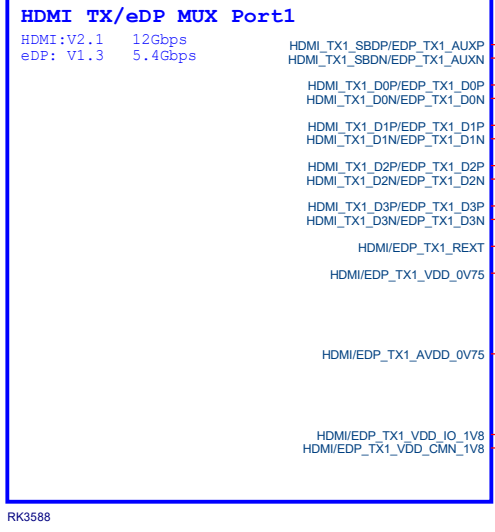 HDMI TX/eDP MUX Port1
HDMI:V2.1 12Gbps
eDP: V1.3 5.4Gbps
HDMI_TX1_SBDP/EDP_TX1_AUXP
HDMI_TX1_SBDN/EDP_TX1_AUXN
HDMI_TX1_D0P/EDP_TX1_D0P
HDMI_TX1_D0N/EDP_TX1_D0N
HDMI_TX1_D1P/EDP_TX1_D1P
HDMI_TX1_D1N/EDP_TX1_D1N
HDMI_TX1_D2P/EDP_TX1_D2P
HDMI_TX1_D2N/EDP_TX1_D2N
HDMI_TX1_D3P/EDP_TX1_D3P
HDMI_TX1_D3N/EDP_TX1_D3N
HDMI/EDP_TX1_REXT
HDMI/EDP_TX1_VDD_0V75
HDMI/EDP_TX1_AVDD_0V75
HDMI/EDP_TX1_VDD_IO_1V8
HDMI/EDP_TX1_VDD_CMN_1V8
RK3588